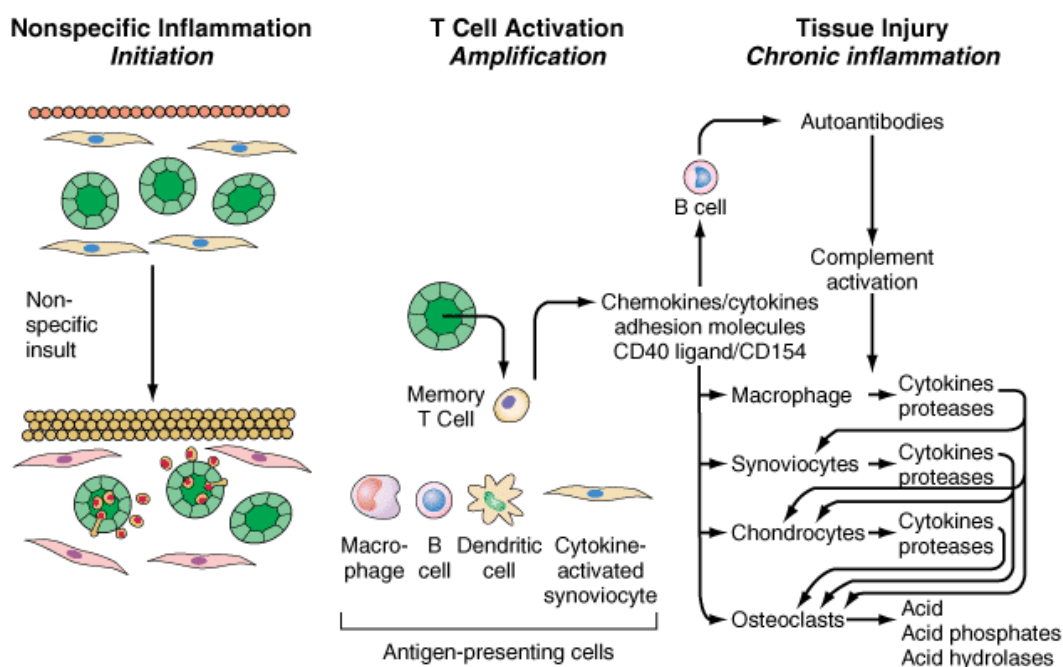 Nonspecific Inflammation
Initiation
Non-
specific
insult
T Cell Activation
Amplification
Memory
T Cell
Macro-
phage
B
cell
Dendritic
cell
Cytokine-
activated
synoviocyte
Antigen-presenting cells
Tissue Injury
Chronic inflammation
Autoantibodies
B cell
Complement
activation
Chemokines/cytokines
adhesion molecules
CD40 ligand/CD154
Macrophage
Cytokines
proteases
Synoviocytes
Cytokines
proteases
Chondrocytes
Cytokines
proteases
Osteoclasts
Acid
Acid phosphates
Acid hydrolases